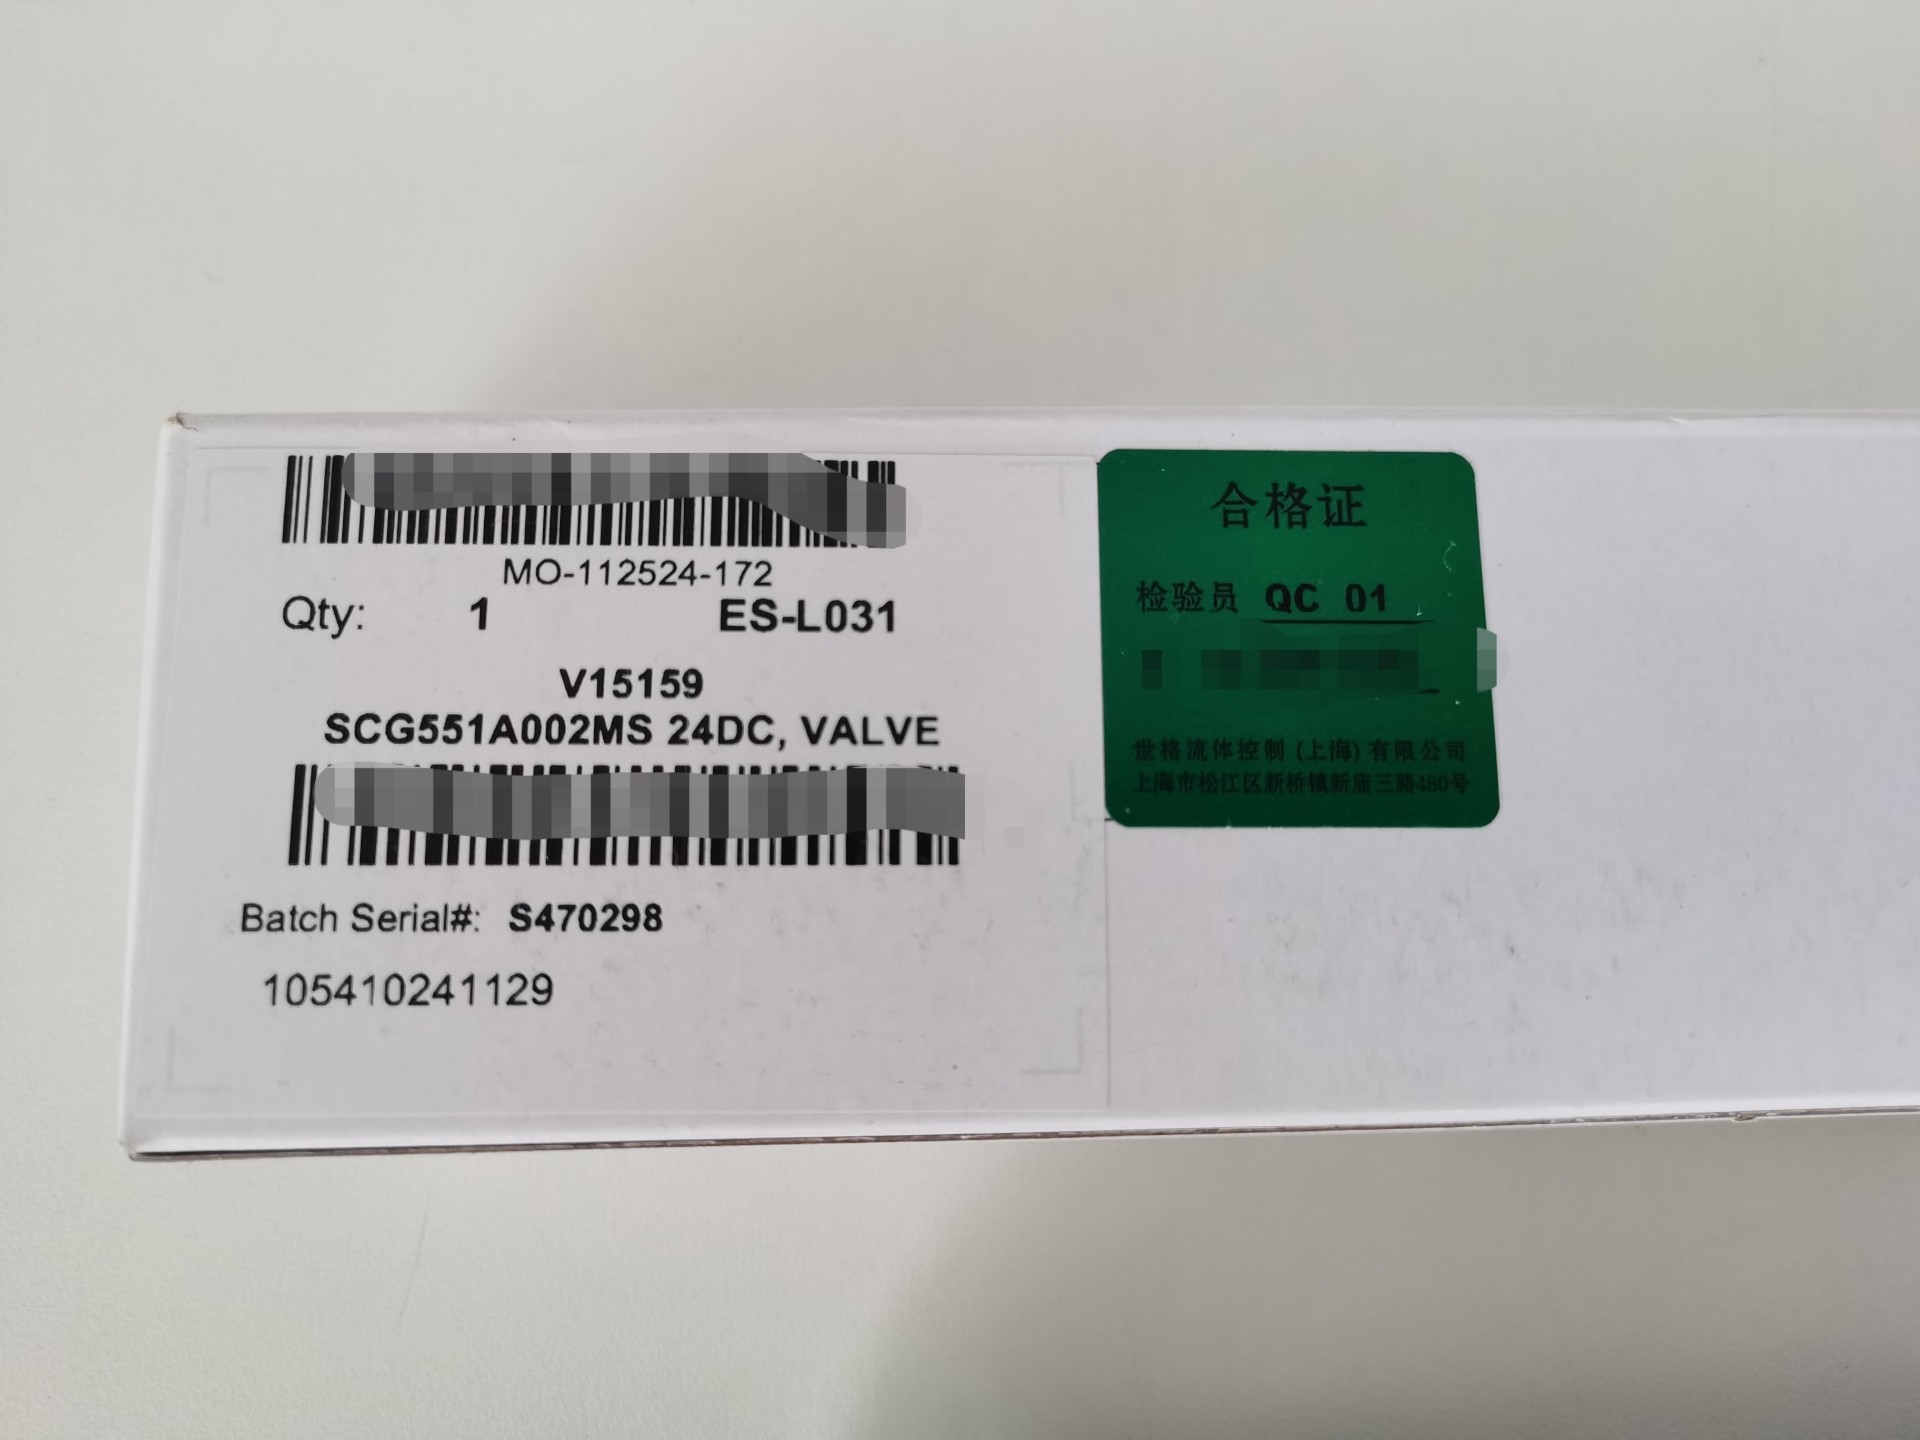 MO-112524-172
Qty: 1 ES-L031
V15159
SCG551A002MS 24DC, VALVE
Batch Serial#: S470298
105410241129
合格证
检验员 QC 01
世格流体控制 (上海) 有限公司
上海市松江区新桥镇新庙三路480号